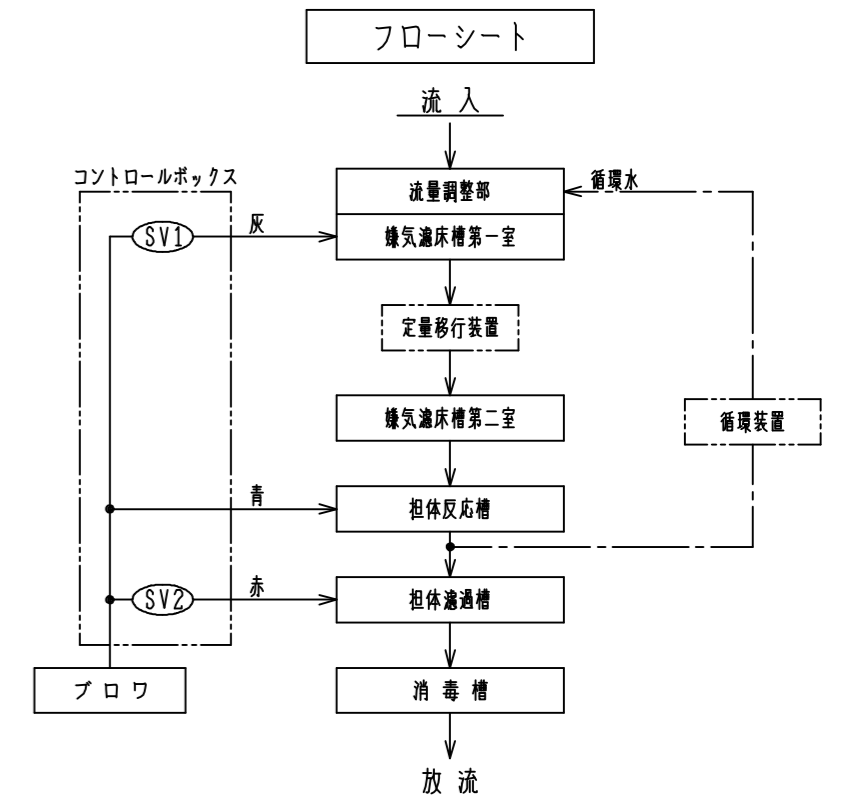 フローシート
流入
コントロールボックス
流量調整部
循環水
SV1
灰
嫌気濾床槽第一室
定量移行装置
嫌気濾床槽第二室
循環装置
青
担体反応槽
SV2
赤
担体濾過槽
ブロワ
消毒槽
放流